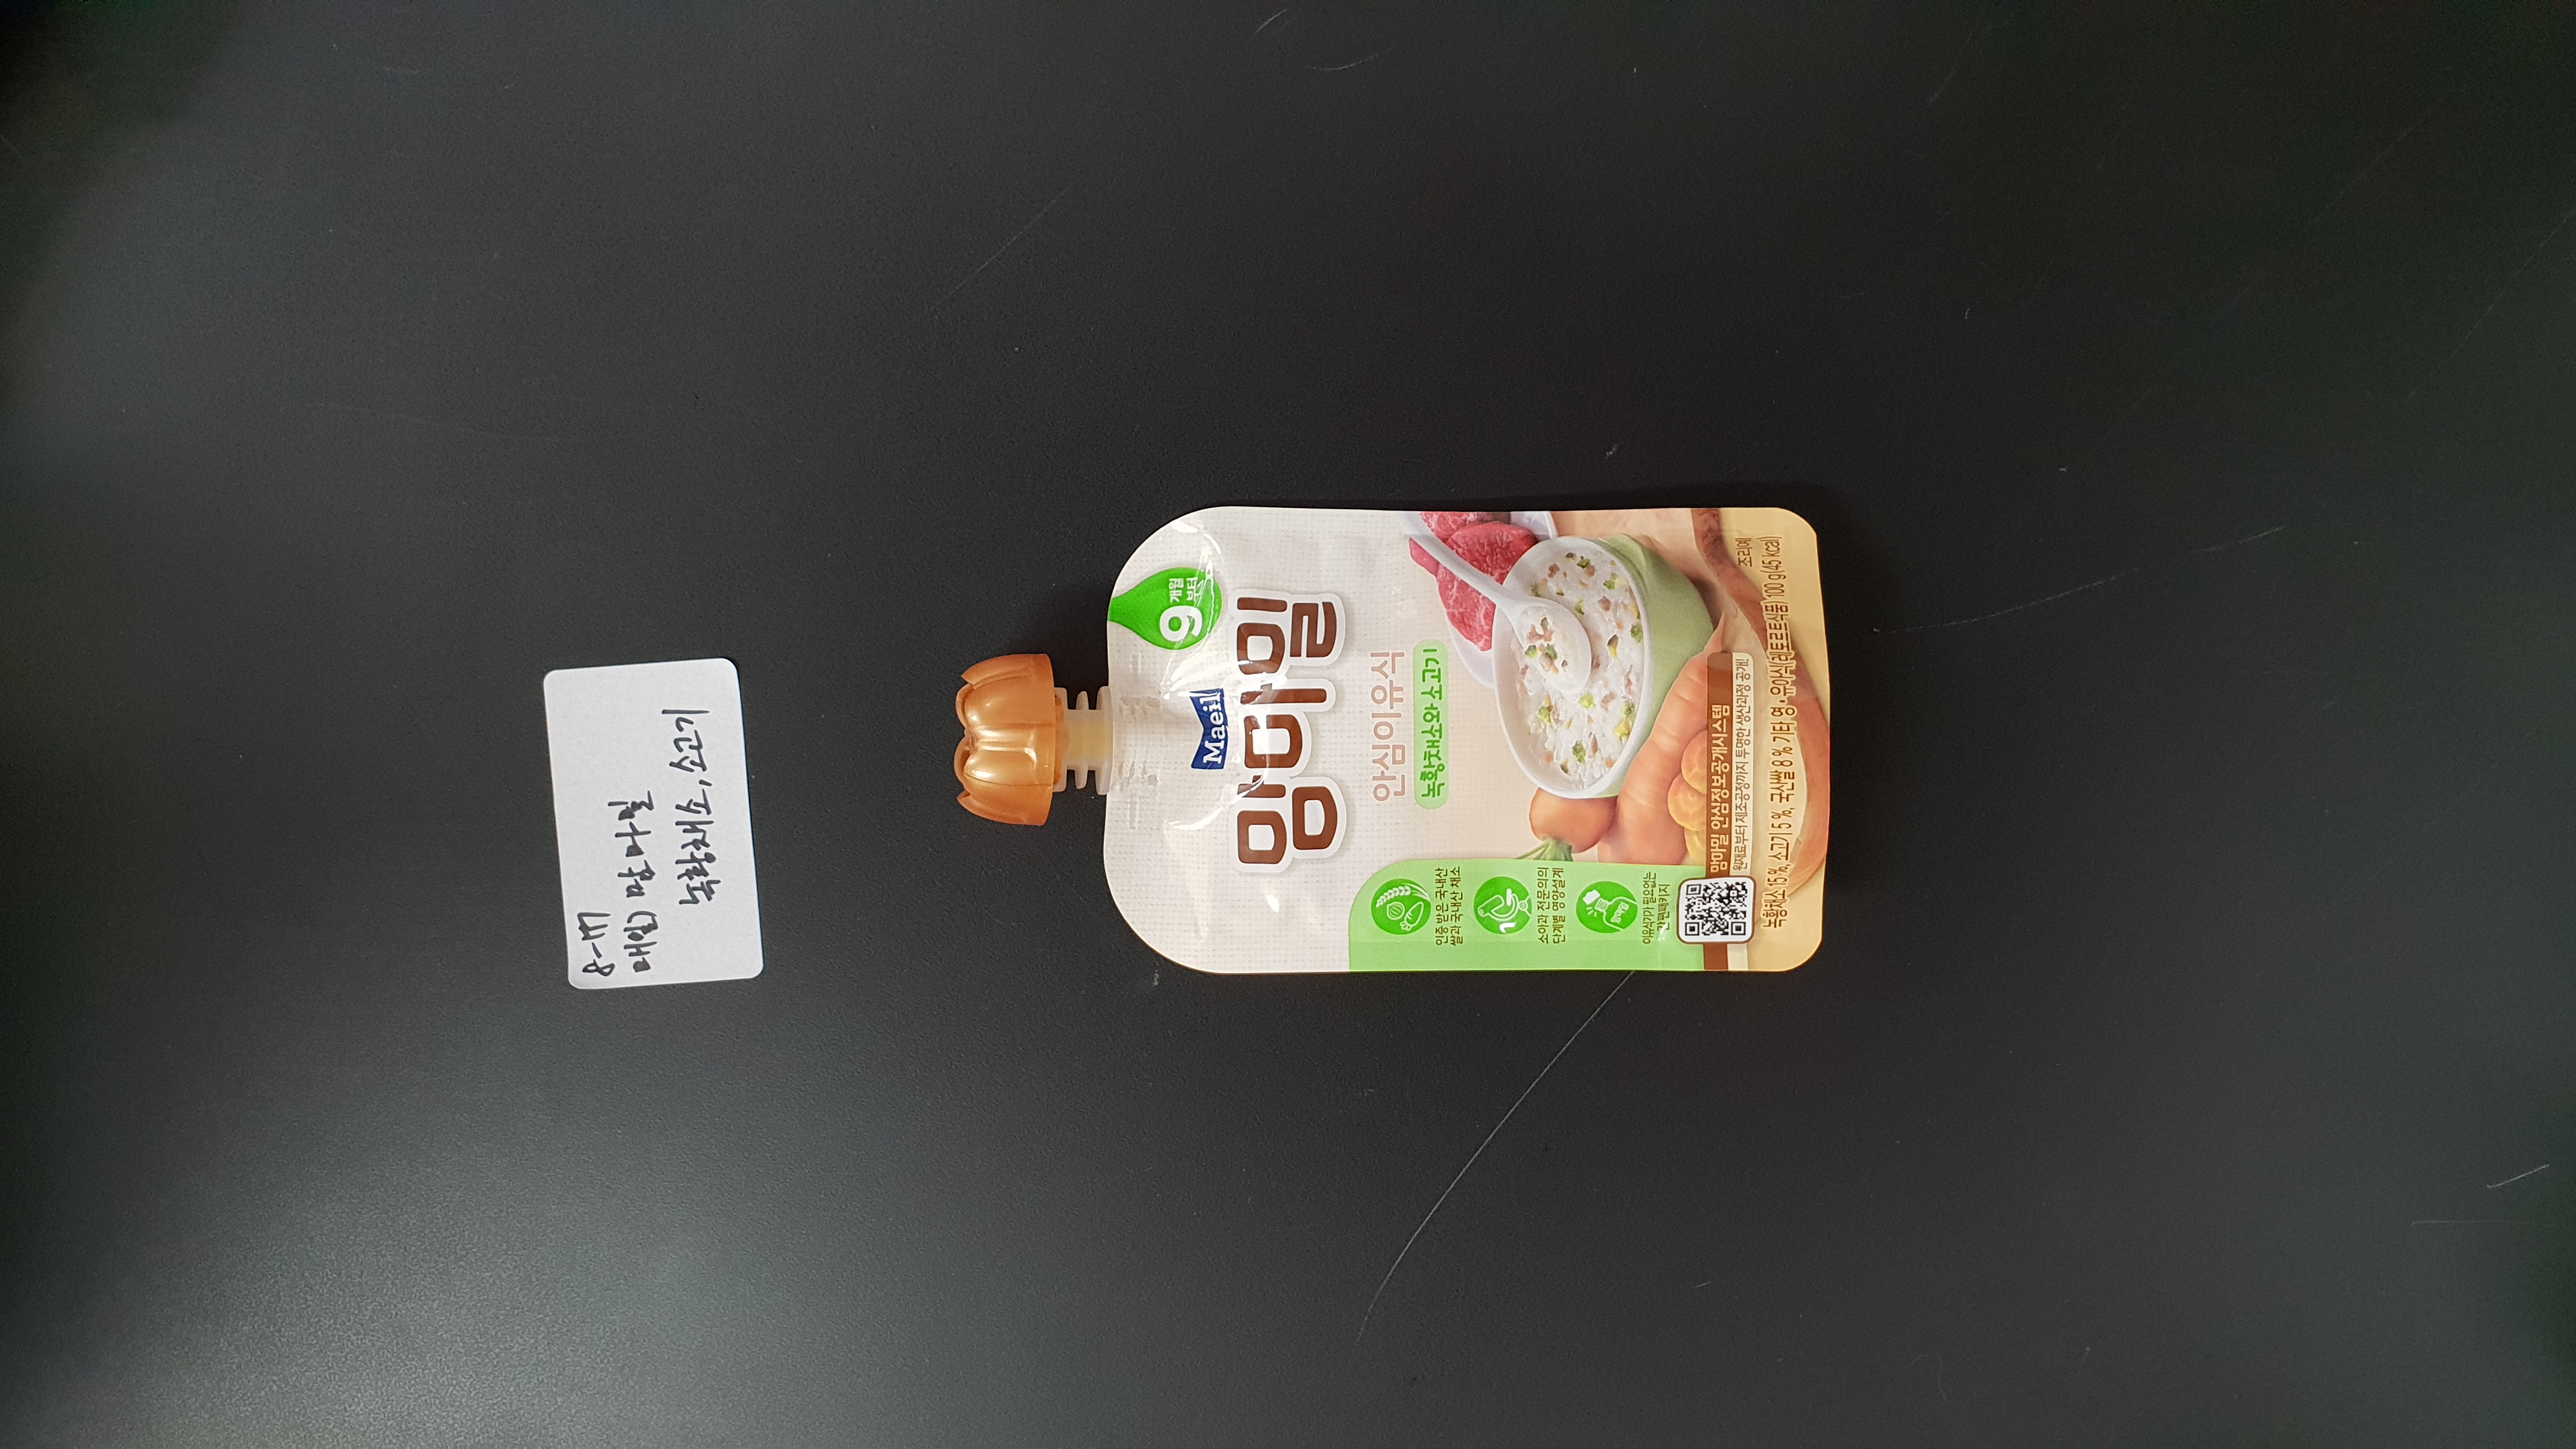 8-M
매일) 맘마밀
녹황채소, 소고기
9개월
부터
Maeil
맘마밀
안심이유식
녹황채소와 소고기
인증 받은 국내산
쌀과 국내산 채소
소아과 전문의의
단계별 영양설계
맘마밀
이유식기가 필요없는
간편패키지
맘마밀 안심정보공개시스템
원재료부터 제조공정까지 투명한 생산과정 공개!
조리예
녹황채소 15 %, 소고기 5 %, 국산쌀 8 % 기타 영·유아식(레토르트식품) 100 g(45 kcal)